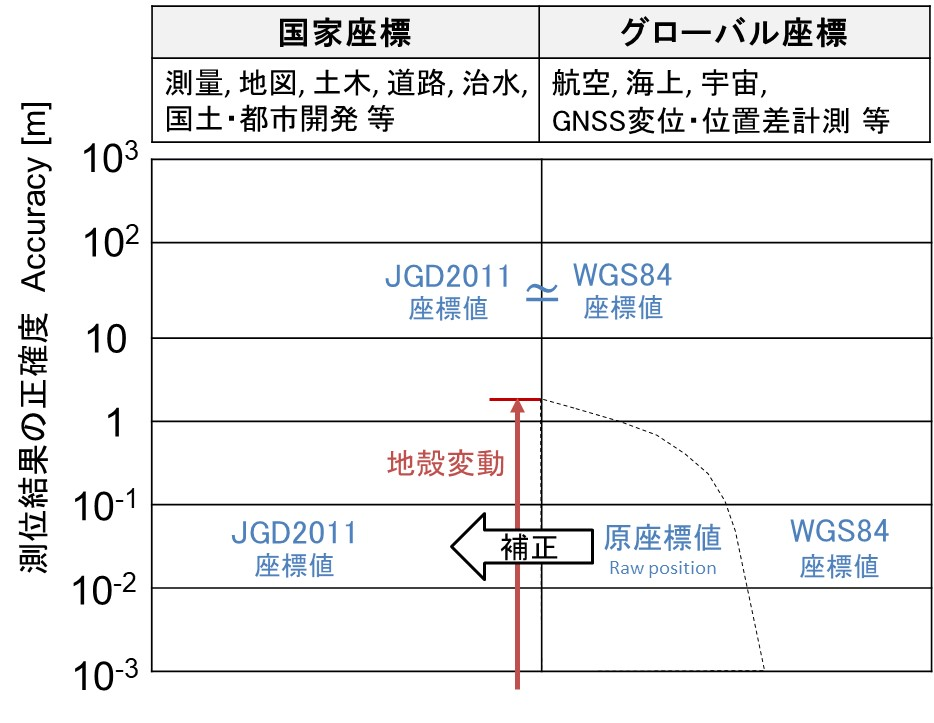 国家座標
グローバル座標
測量, 地図, 土木, 道路, 治水,
国土・都市開発 等
航空, 海上, 宇宙,
GNSS変位・位置差計測 等
測位結果の正確度 Accuracy [m]
10³
10²
10
1
10⁻¹
10⁻²
10⁻³
JGD2011
座標値
≃
WGS84
座標値
地殻変動
JGD2011
座標値
補正
原座標値
Raw position
WGS84
座標値